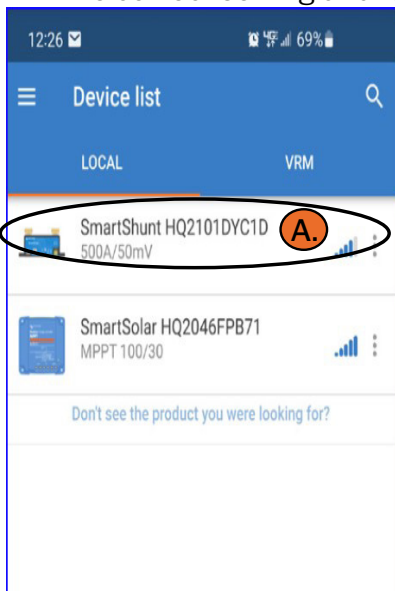 12:26 69%
Device list
LOCAL VRM
SmartShunt HQ2101DYC1D A.
500A/50mV
SmartSolar HQ2046FPB71
MPPT 100/30
Don't see the product you were looking for?